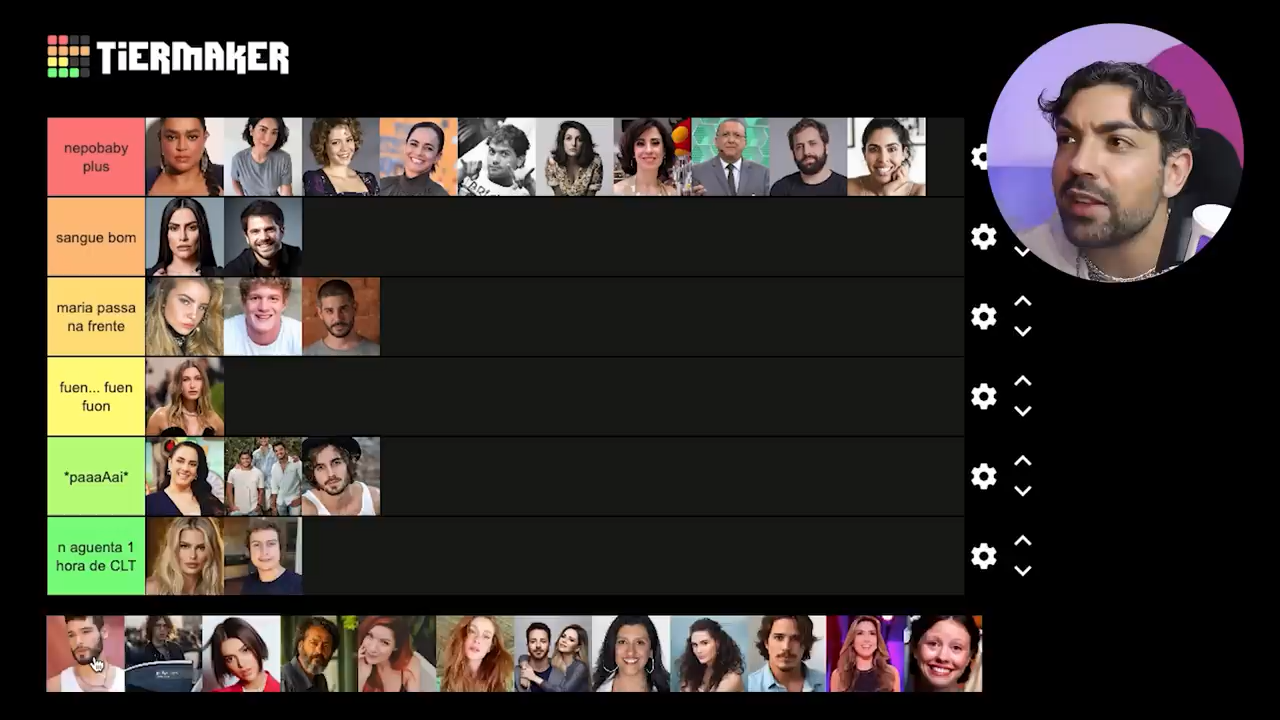 TiERMAKER
nepobaby
plus
sangue bom
maria passa
na frente
fuen... fuen
fuon
*paaaAai*
n aguenta 1
hora de CLT